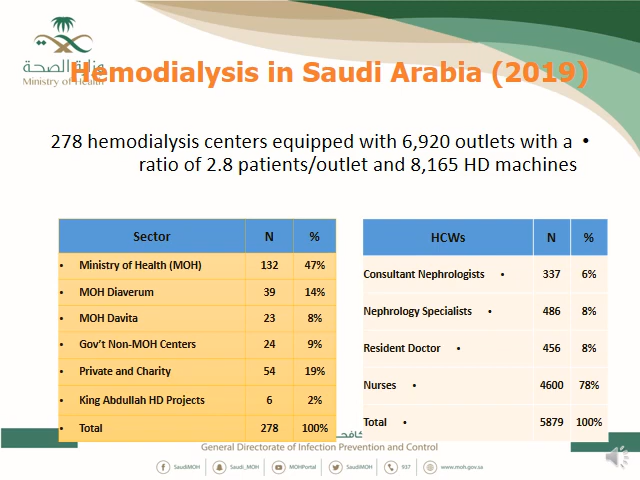 وزارة الصحة
Ministry of Health
Hemodialysis in Saudi Arabia (2019)
• 278 hemodialysis centers equipped with 6,920 outlets with a
ratio of 2.8 patients/outlet and 8,165 HD machines
Sector N %
• Ministry of Health (MOH) 132 47%
• MOH Diaverum 39 14%
• MOH Davita 23 8%
• Gov't Non-MOH Centers 24 9%
• Private and Charity 54 19%
• King Abdullah HD Projects 6 2%
• Total 278 100%
HCWs N %
Consultant Nephrologists • 337 6%
Nephrology Specialists • 486 8%
Resident Doctor • 456 8%
Nurses • 4600 78%
Total • 5879 100%
General Directorate of Infection Prevention and Control
SaudiMOH Saudi_MOH MOHPortal SaudiMOH 937 www.moh.gov.sa